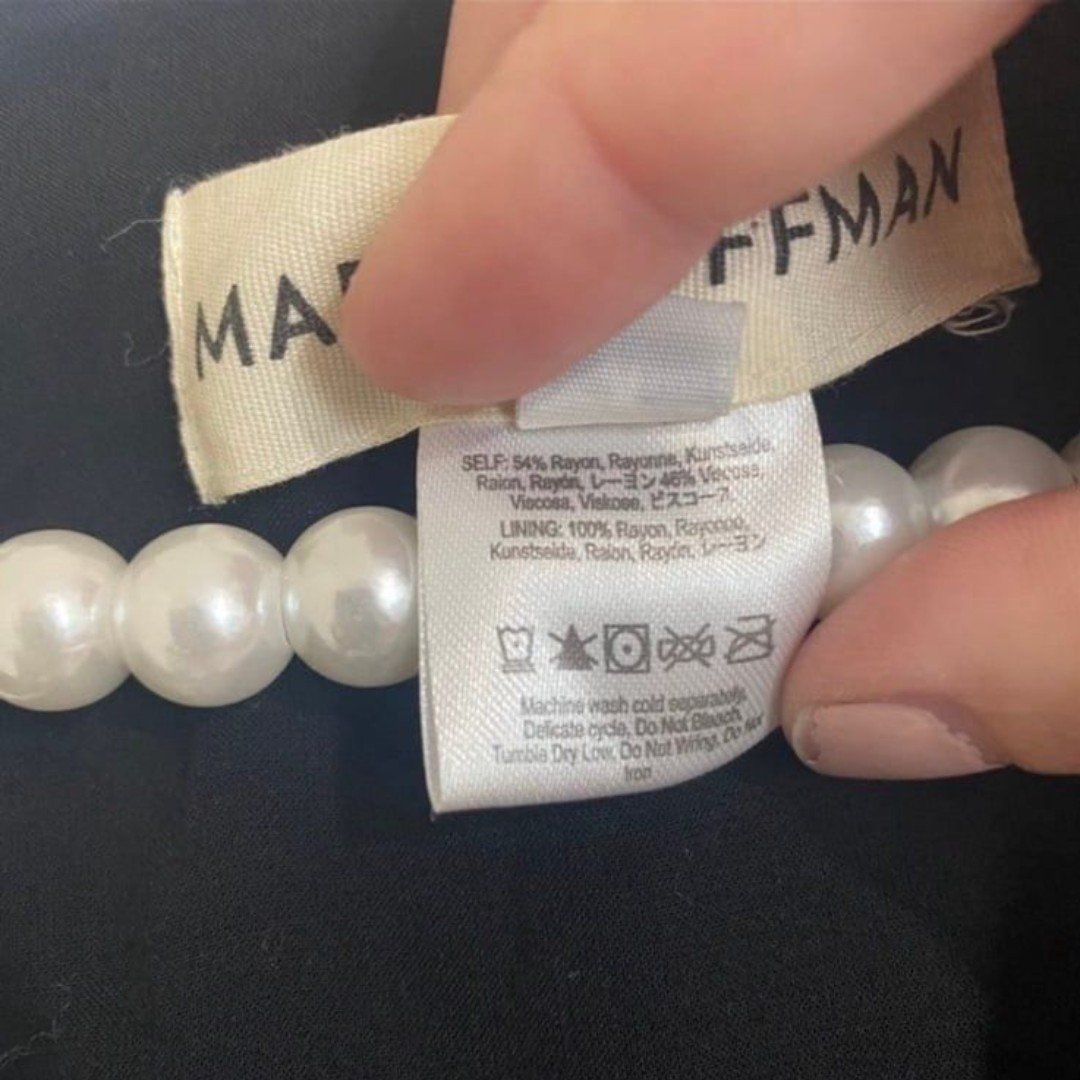 MA FFMAN
SELF: 54% Rayon, Rayonne, Kunstseide,
Raion, Rayón, レーヨン 46% Viscosa,
Viscosa, Viskose, ビスコース
LINING: 100% Rayon, Rayonne,
Kunstseide, Raion, Rayón, レーヨン
Machine wash cold separately,
Delicate cycle, Do Not Bleach,
Tumble Dry Low, Do Not Wring, Do Not
Iron